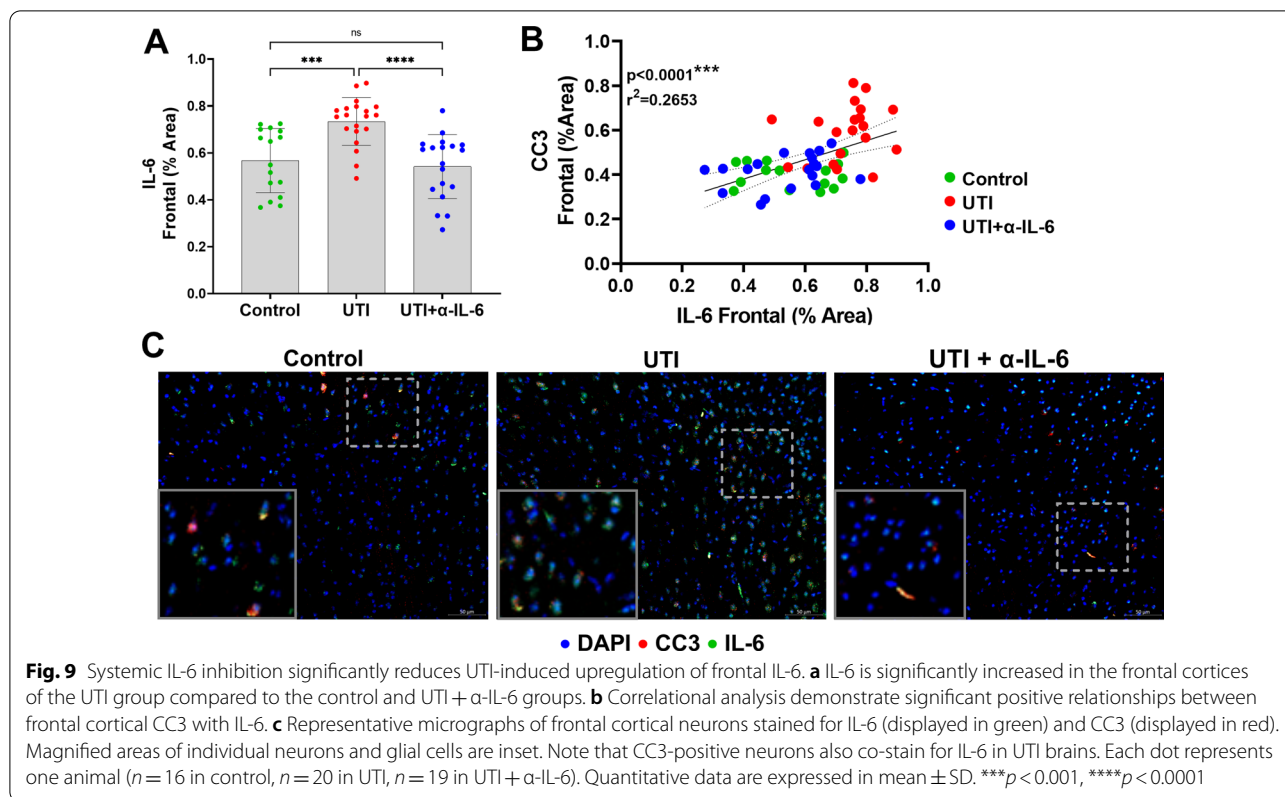 A
ns
***
****
1.0
0.8
0.6
0.4
0.2
0.0
IL-6
Frontal (% Area)
Control
UTI
UTI+α-IL-6
B
1.0
0.8
0.6
0.4
0.2
0.0
CC3
Frontal (%Area)
p<0.0001***
r²=0.2653
0.0
0.2
0.4
0.6
0.8
1.0
IL-6 Frontal (% Area)
Control
UTI
UTI+α-IL-6
C
Control
UTI
UTI + α-IL-6
50 µm
50 µm
50 µm
DAPI CC3 IL-6
Fig. 9 Systemic IL-6 inhibition significantly reduces UTI-induced upregulation of frontal IL-6. a IL-6 is significantly increased in the frontal cortices
of the UTI group compared to the control and UTI + α-IL-6 groups. b Correlational analysis demonstrate significant positive relationships between
frontal cortical CC3 with IL-6. c Representative micrographs of frontal cortical neurons stained for IL-6 (displayed in green) and CC3 (displayed in red).
Magnified areas of individual neurons and glial cells are inset. Note that CC3-positive neurons also co-stain for IL-6 in UTI brains. Each dot represents
one animal (n = 16 in control, n = 20 in UTI, n = 19 in UTI + α-IL-6). Quantitative data are expressed in mean ± SD. ***p < 0.001, ****p < 0.0001